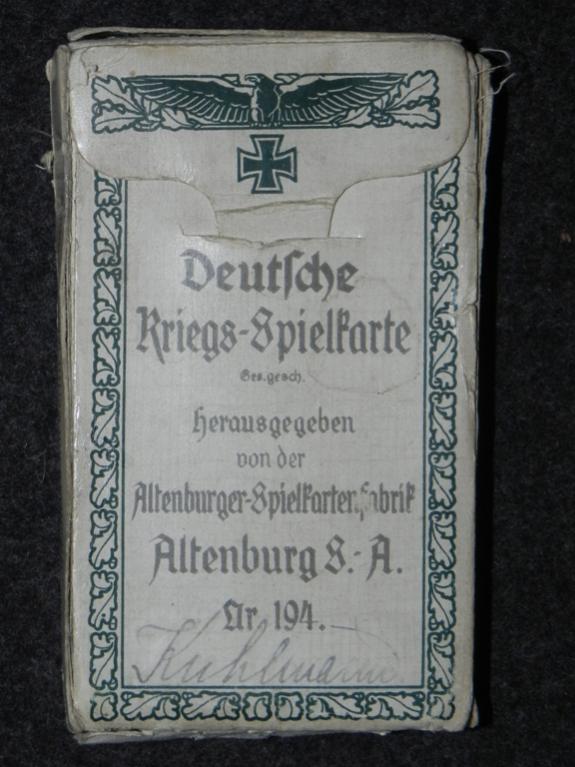 Deutſche
Kriegs-Spielkarte
Ges. gesch.
Herausgegeben
von der
Altenburger-Spielkartenfabrik
Altenburg S.-A.
Nr. 194.
Kuhlmann